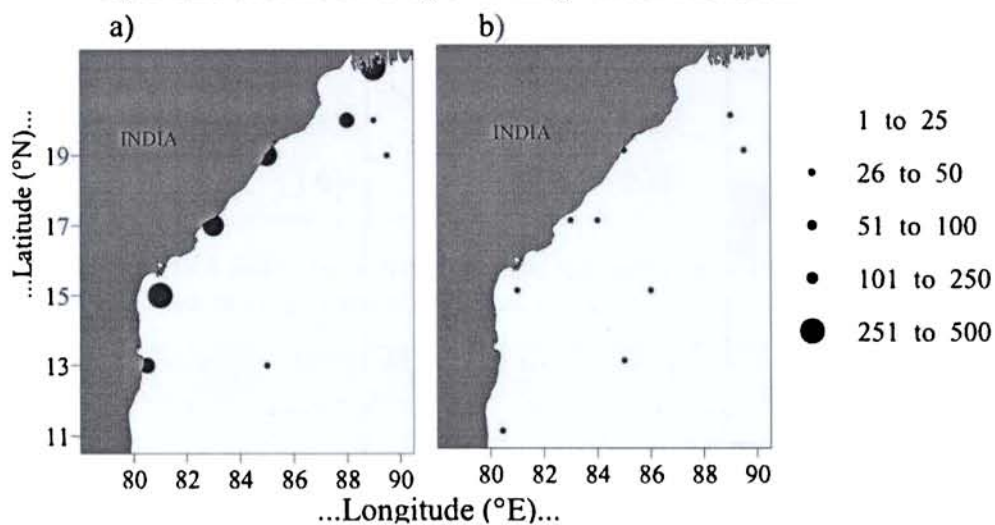 a)
b)
INDIA
INDIA
...Latitude (°N)...
19
17
15
13
11
80 82 84 86 88 90
80 82 84 86 88 90
...Longitude (°E)...
1 to 25
26 to 50
51 to 100
101 to 250
251 to 500